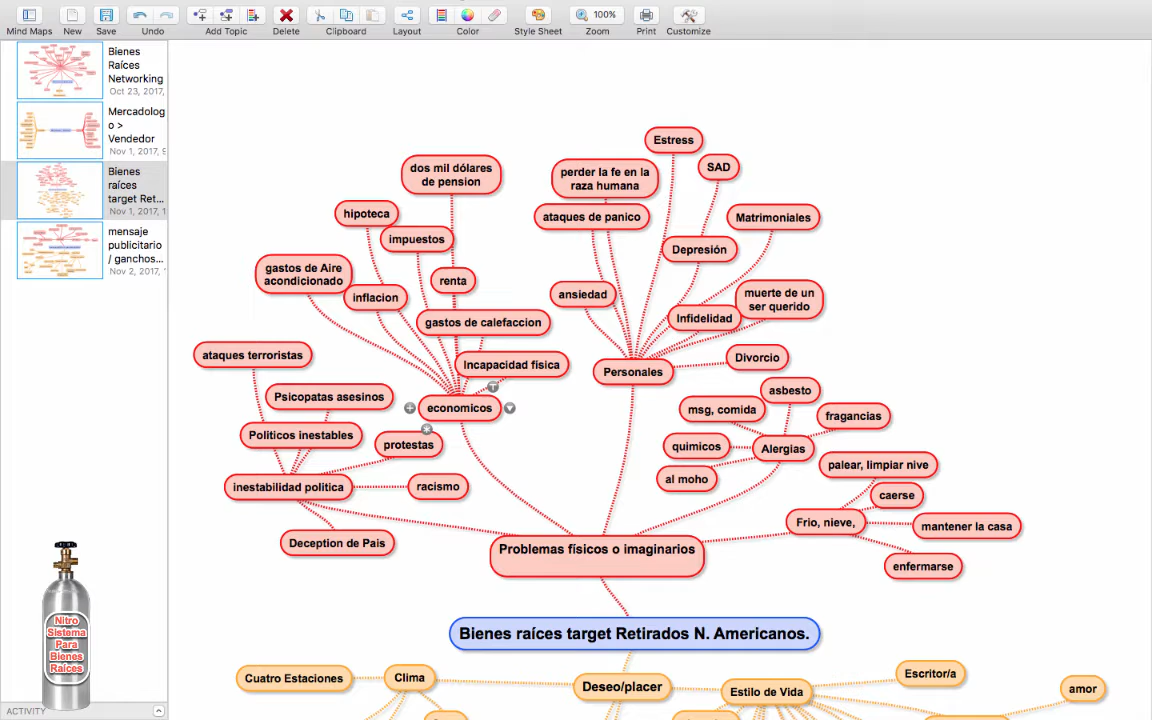 Mind Maps
New
Save
Undo
Add Topic
Delete
Clipboard
Layout
Color
Style Sheet
100%
Zoom
Print
Customize
Bienes
Raíces
Networking
Oct 23, 2017,
Mercadolog
o >
Vendedor
Nov 1, 2017, 9
Bienes
raíces
target Ret...
Nov 1, 2017, 1
mensaje
publicitario
/ ganchos...
Nov 2, 2017,
Nitro
Sistema
Para
Bienes
Raíces
ACTIVITY
dos mil dólares
de pension
hipoteca
impuestos
gastos de Aire
acondicionado
inflacion
renta
gastos de calefaccion
Incapacidad física
economicos
ataques terroristas
Psicopatas asesinos
Politicos inestables
protestas
inestabilidad politica
racismo
Deception de Pais
Estress
perder la fe en la
raza humana
SAD
ataques de panico
Matrimoniales
Depresión
ansiedad
muerte de un
ser querido
Infidelidad
Divorcio
Personales
asbesto
msg, comida
fragancias
quimicos
Alergias
al moho
palear, limpiar nive
caerse
Frio, nieve,
mantener la casa
enfermarse
Problemas físicos o imaginarios
Bienes raíces target Retirados N. Americanos.
Cuatro Estaciones
Clima
Deseo/placer
Estilo de Vida
Escritor/a
amor